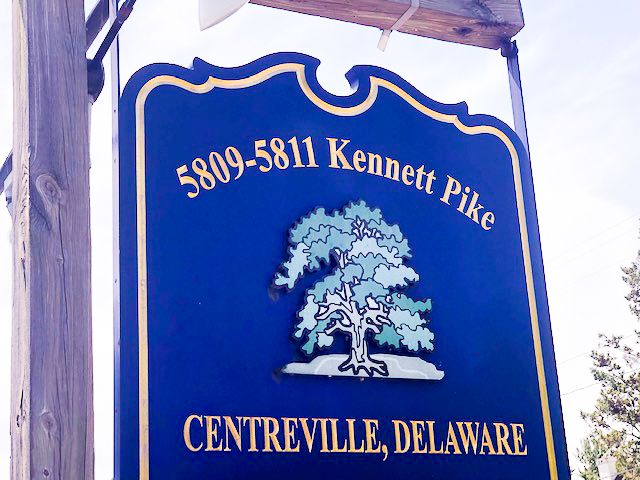 5809-5811 Kennett Pike
CENTREVILLE, DELAWARE